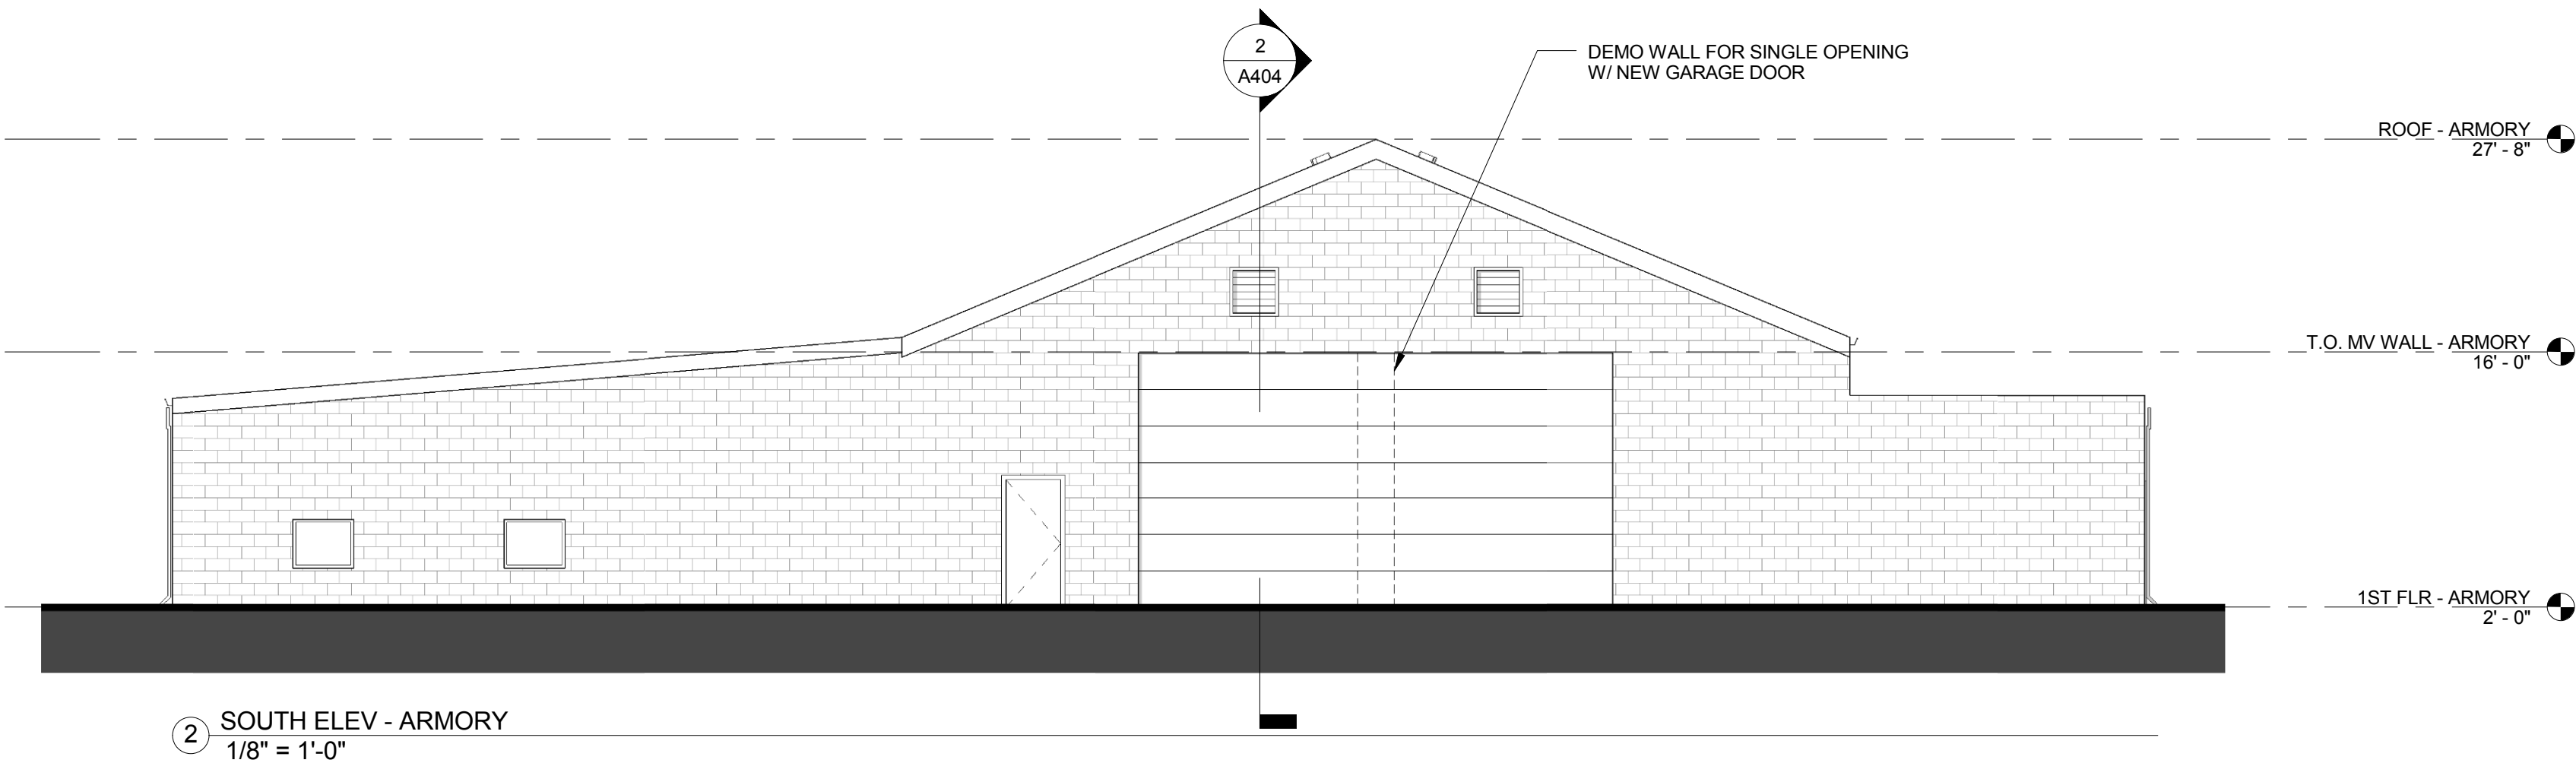 2
A404
DEMO WALL FOR SINGLE OPENING
W/ NEW GARAGE DOOR
ROOF - ARMORY
27' - 8"
T.O. MV WALL - ARMORY
16' - 0"
1ST FLR - ARMORY
2' - 0"
2
SOUTH ELEV - ARMORY
1/8" = 1'-0"